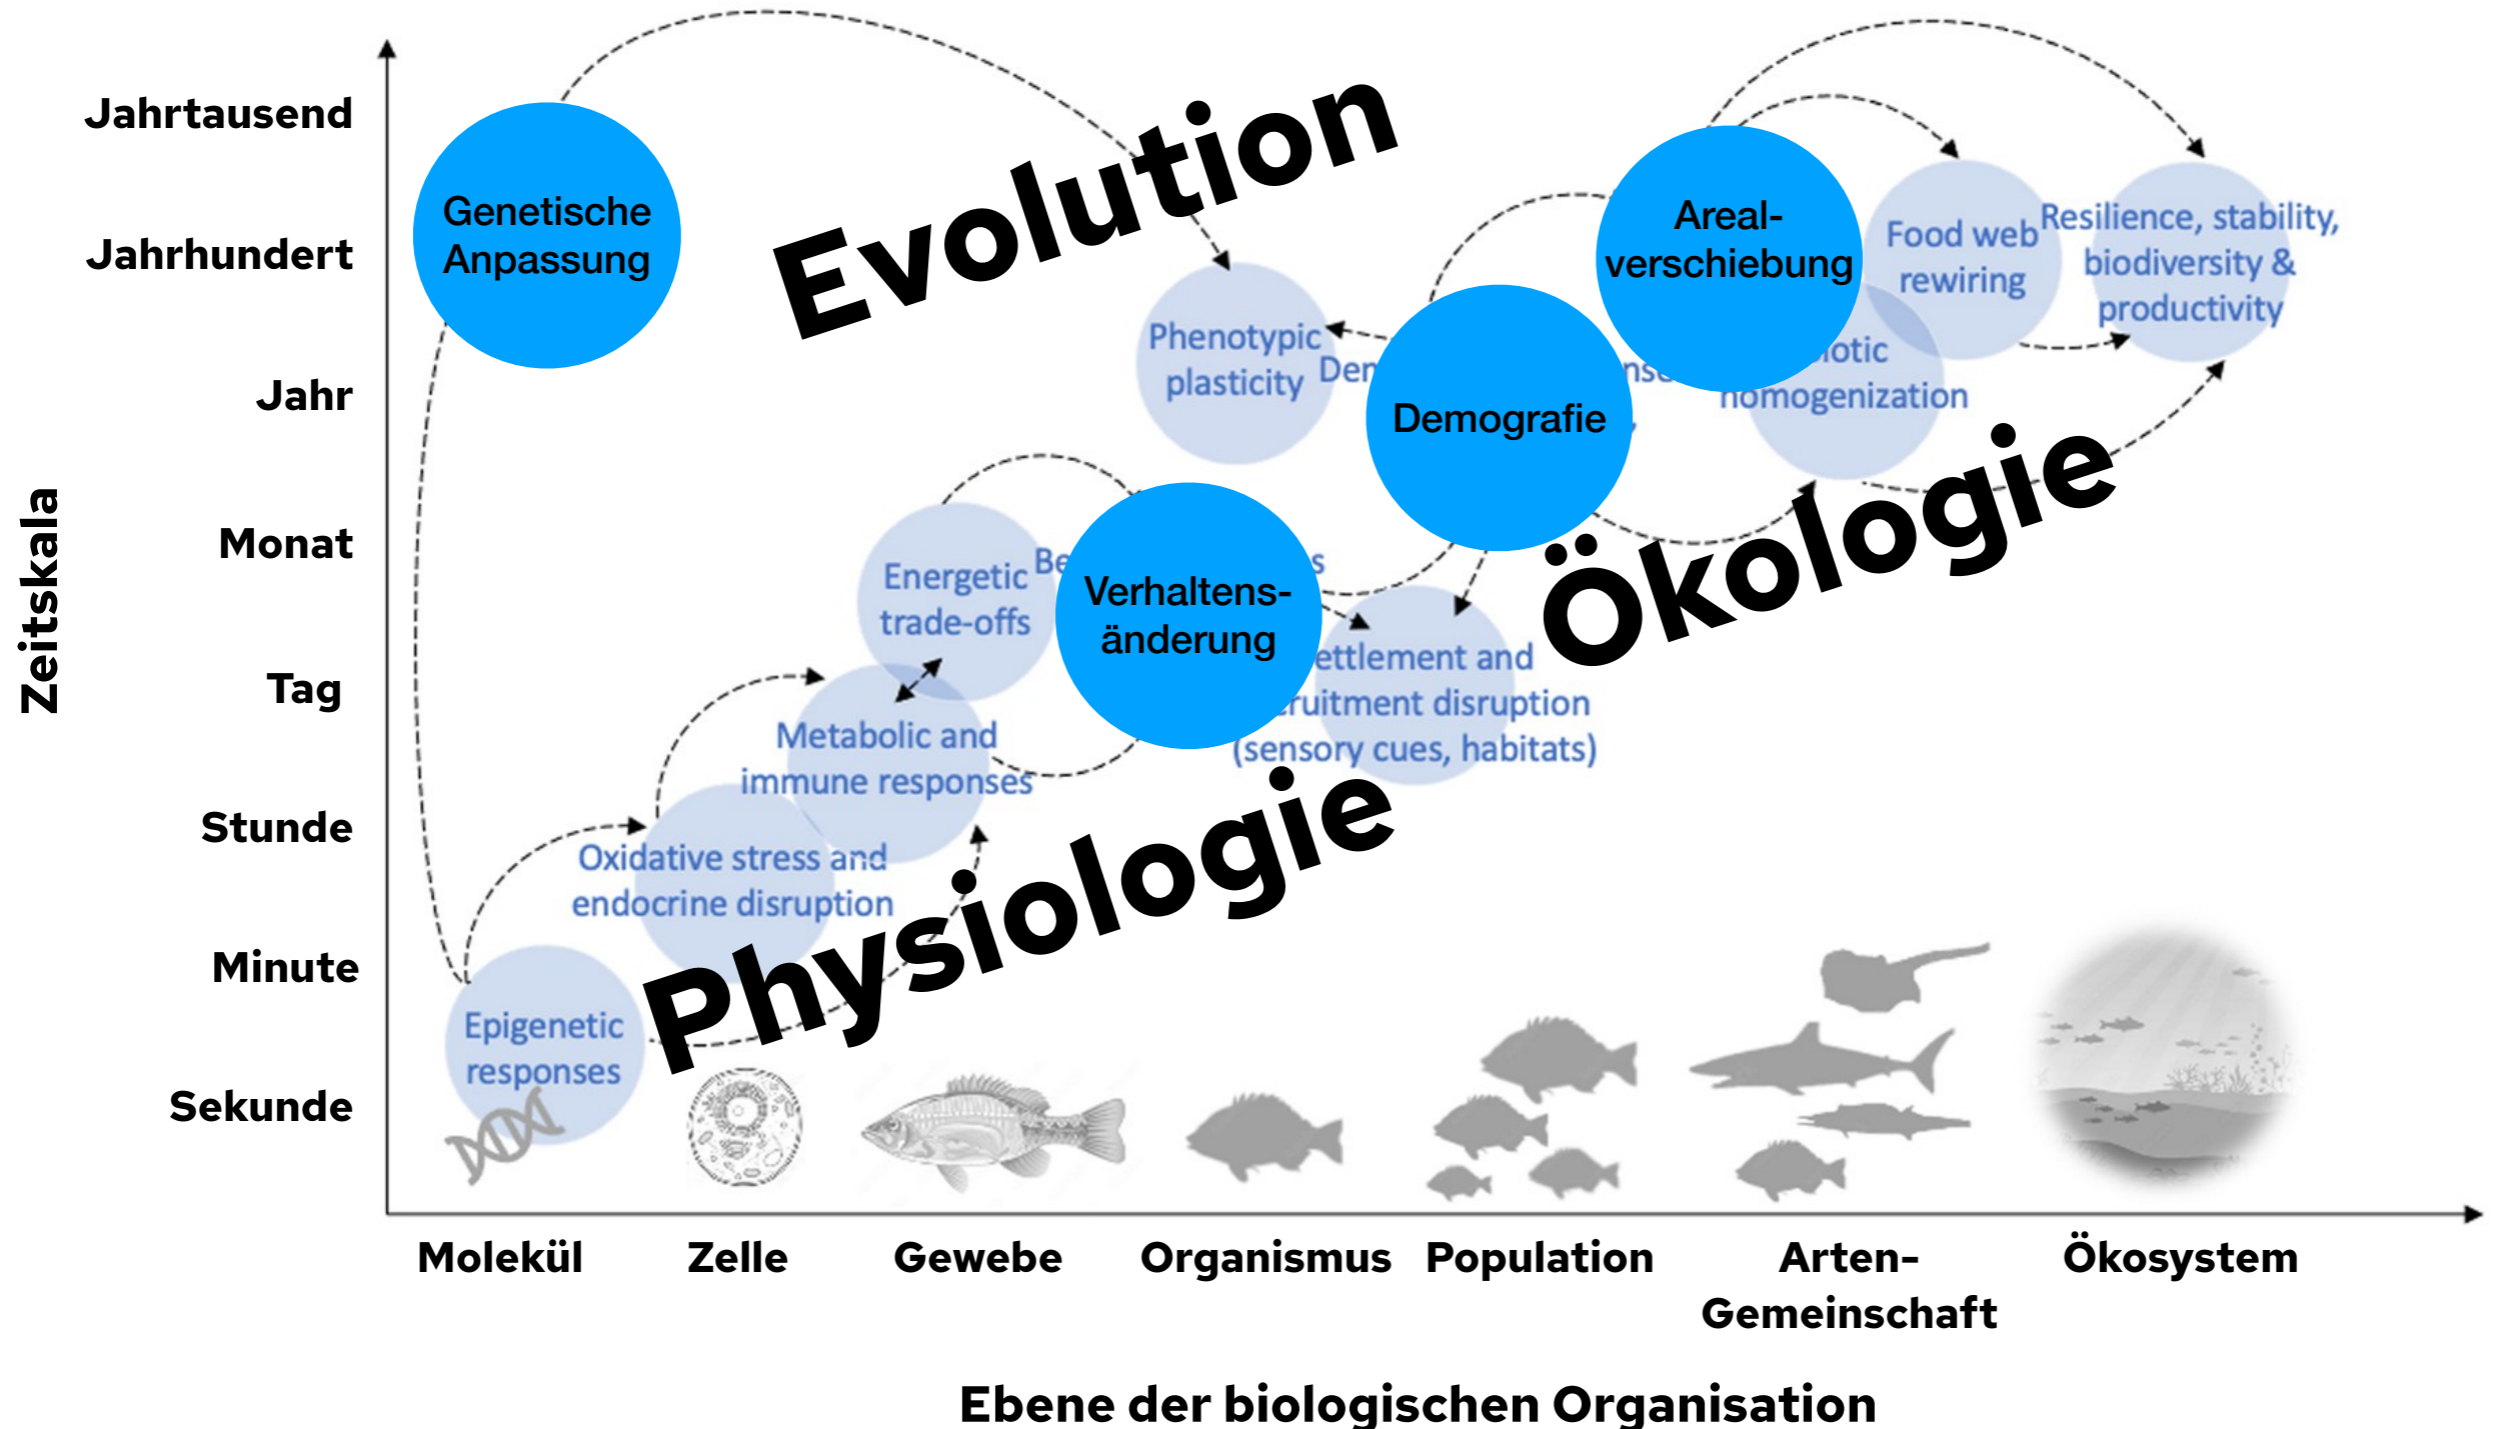 Jahrtausend
Jahrhundert
Jahr
Monat
Tag
Stunde
Minute
Sekunde
Zeitskala
Genetische
Anpassung
Evolution
Areal-
verschiebung
Food web
rewiring
Resilience, stability,
biodiversity &
productivity
Phenotypic
plasticity
Demografie
homogenization
Ökologie
Energetic
trade-offs
Verhaltens-
änderung
and
disruption
(sensory cues, habitats)
Metabolic and
immune responses
Oxidative stress and
endocrine disruption
Physiologie
Epigenetic
responses
Molekül
Zelle
Gewebe
Organismus
Population
Arten-
Gemeinschaft
Ökosystem
Ebene der biologischen Organisation